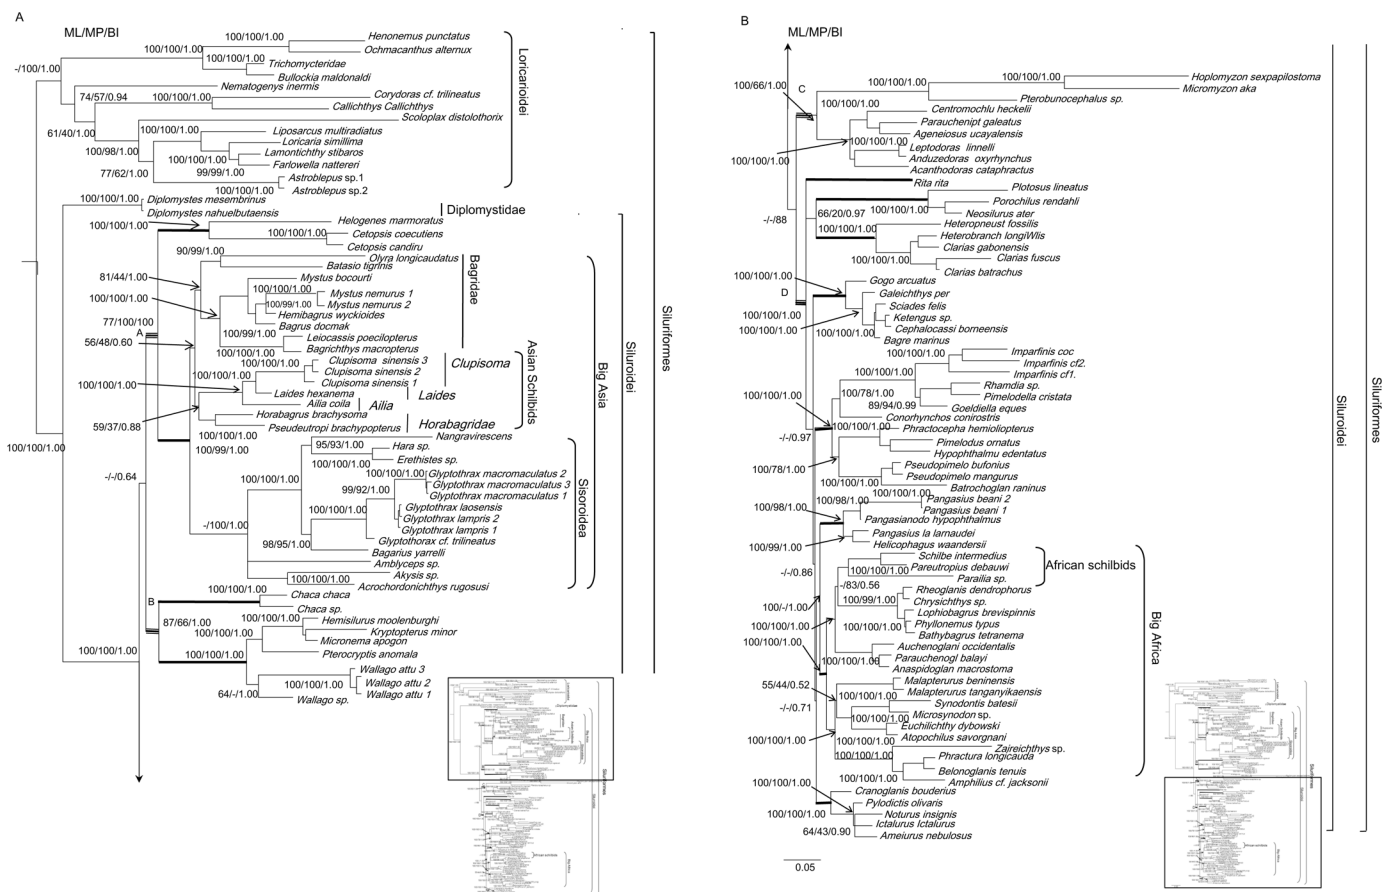 A
ML/MP/BI
100/100/1.00
Henonemus punctatus
Ochmacanthus alternux
100/100/1.00
100/100/1.00
Trichomycteridae
Bullockia maldonaldi
-/100/1.00
Nematogenys inermis
74/57/0.94
100/100/1.00
Corydoras cf. trilineatus
Callichthys Callichthys
Scoloplax distolothorix
61/40/1.00
100/100/1.00
Liposarcus multiradiatus
Loricaria simillima
Lamontichthy stibaros
100/98/1.00
100/100/1.00
Farlowella nattereri
99/99/1.00
77/62/1.00
Astroblepus sp.1
100/100/1.00
Astroblepus sp.2
Loricarioidei
100/100/1.00
Diplomystes mesembrinus
Diplomystes nahuelbutaensis
Diplomystidae
100/100/1.00
Helogenes marmoratus
Cetopsis coecutiens
Cetopsis candiru
90/99/1.00
Olyra longicaudatus
Batasio tigrinis
81/44/1.00
Mystus bocourti
100/100/1.00
Mystus nemurus 1
100/100/1.00
100/99/1.00
Mystus nemurus 2
Hemibagrus wyckioides
Bagrus docmak
77/100/100
A
100/99/1.00
Leiocassis poecilopterus
56/48/0.60
100/100/1.00
Bagrichthys macropterus
Bagridae
Clupisoma sinensis 3
100/100/1.00
Clupisoma sinensis 2
Clupisoma sinensis 1
Clupisoma
100/100/1.00
Laides hexanema
Laides
Ailia coila
Ailia
Horabagrus brachysoma
59/37/0.88
Pseudeutropi brachypopterus
Horabagridae
100/100/1.00
100/99/1.00
Asian Schilbids
Big Asia
Siluroidei
Siluriformes
Nangravirescens
95/93/1.00
Hara sp.
100/100/1.00
Erethistes sp.
100/100/1.00
100/100/1.00
Glyptothrax macromaculatus 2
100/100/1.00
Glyptothrax macromaculatus 3
99/92/1.00
Glyptothrax macromaculatus 1
-/-/0.64
Glyptothrax laosensis
100/100/1.00
Glyptothrax lampris 2
-/100/1.00
Glyptothrax lampris 1
Glyptothorax cf. trilineatus
98/95/1.00
Bagarius yarrelli
Amblyceps sp.
Akysis sp.
100/100/1.00
Acrochordonichthys rugosusi
Sisoroidea
B
Chaca chaca
100/100/1.00
Chaca sp.
87/66/1.00
100/100/1.00
Hemisilurus moolenburghi
100/100/1.00
Kryptopterus minor
Micronema apogon
100/100/1.00
100/100/1.00
Pterocryptis anomala
Wallago attu 3
100/100/1.00
Wallago attu 2
64/-/1.00
Wallago attu 1
Wallago sp.
B
ML/MP/BI
100/66/1.00
C
100/100/1.00
Hoplomyzon sexpapilostoma
100/100/1.00
Micromyzon aka
Pterobunocephalus sp.
Centromochlu heckelii
Parauchenipt galeatus
Ageneiosus ucayalensis
100/100/1.00
Leptodoras linnelli
100/100/1.00
Anduzedoras oxyrhynchus
Acanthodoras cataphractus
Rita rita
Plotosus lineatus
Porochilus rendahli
66/20/0.97
Neosilurus ater
-/-/88
100/100/1.00
Heteropneust fossilis
Heterobranch longiWlis
Clarias gabonensis
Clarias fuscus
Clarias batrachus
100/100/1.00
D
Gogo arcuatus
Galeichthys per
Sciades felis
100/100/1.00
Ketengus sp.
100/100/1.00
100/100/1.00
Cephalocassi borneensis
Bagre marinus
Imparfinis coc
Imparfinis cf2.
Imparfinis cf1.
100/100/1.00
100/78/1.00
Rhamdia sp.
Pimelodella cristata
89/94/0.99
Goeldiella eques
Conorhynchos conirostris
100/100/1.00
Phractocepha hemioliopterus
-/-/0.97
Pimelodus ornatus
Hypophthalmu edentatus
100/78/1.00
Pseudopimelo bufonius
Pseudopimelo mangurus
Batrochoglan raninus
100/98/1.00
100/100/1.00
Pangasius beani 2
100/98/1.00
Pangasius beani 1
Pangasianodo hypophthalmus
Pangasius la larnaudei
100/99/1.00
Helicophagus waandersii
Schilbe intermedius
-/-/0.86
100/100/1.00
Pareutropius debauwi
Parailia sp.
African schilbids
-/83/0.56
Rheoglanis dendrophorus
100/99/1.00
Chrysichthys sp.
100/-/1.00
Lophiobagrus brevispinnis
100/100/1.00
100/100/1.00
Phyllonemus typus
Bathybagrus tetranema
100/100/1.00
Auchenoglani occidentalis
100/100/1.00
Parauchenogl balayi
Anaspidoglan macrostoma
55/44/0.52
Malapterurus beninensis
100/100/1.00
Malapterurus tanganyikaensis
-/-/0.71
Synodontis batesii
100/100/1.00
Microsynodon sp.
Euchilichthy dybowski
100/100/1.00
Atopochilus savorgnani
100/100/1.00
Zaireichthys sp.
Phractura longicauda
Belonoglanis tenuis
100/100/1.00
Amphilius cf. jacksonii
Big Africa
100/100/1.00
Cranoglanis bouderius
Pylodictis olivaris
100/100/1.00
Noturus insignis
64/43/0.90
Ictalurus Ictalurus
Ameiurus nebulosus
0.05
Siluroidei
Siluriformes